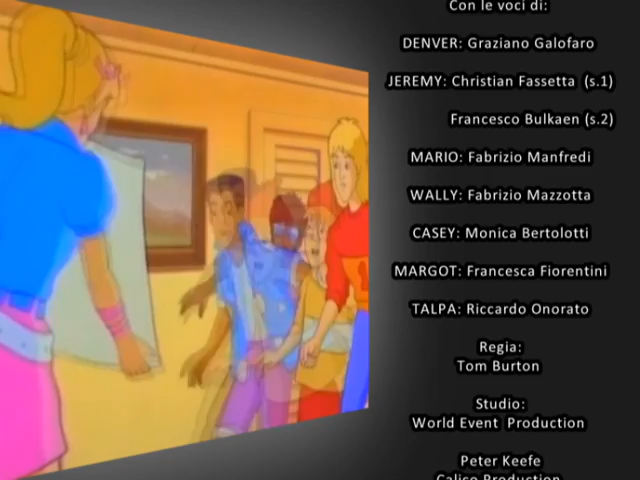 Con le voci di:
DENVER: Graziano Galofaro
JEREMY: Christian Fassetta (s.1)
Francesco Bulkaen (s.2)
MARIO: Fabrizio Manfredi
WALLY: Fabrizio Mazzotta
CASEY: Monica Bertolotti
MARGOT: Francesca Fiorentini
TALPA: Riccardo Onorato
Regia:
Tom Burton
Studio:
World Event Production
Peter Keefe
Calico Production